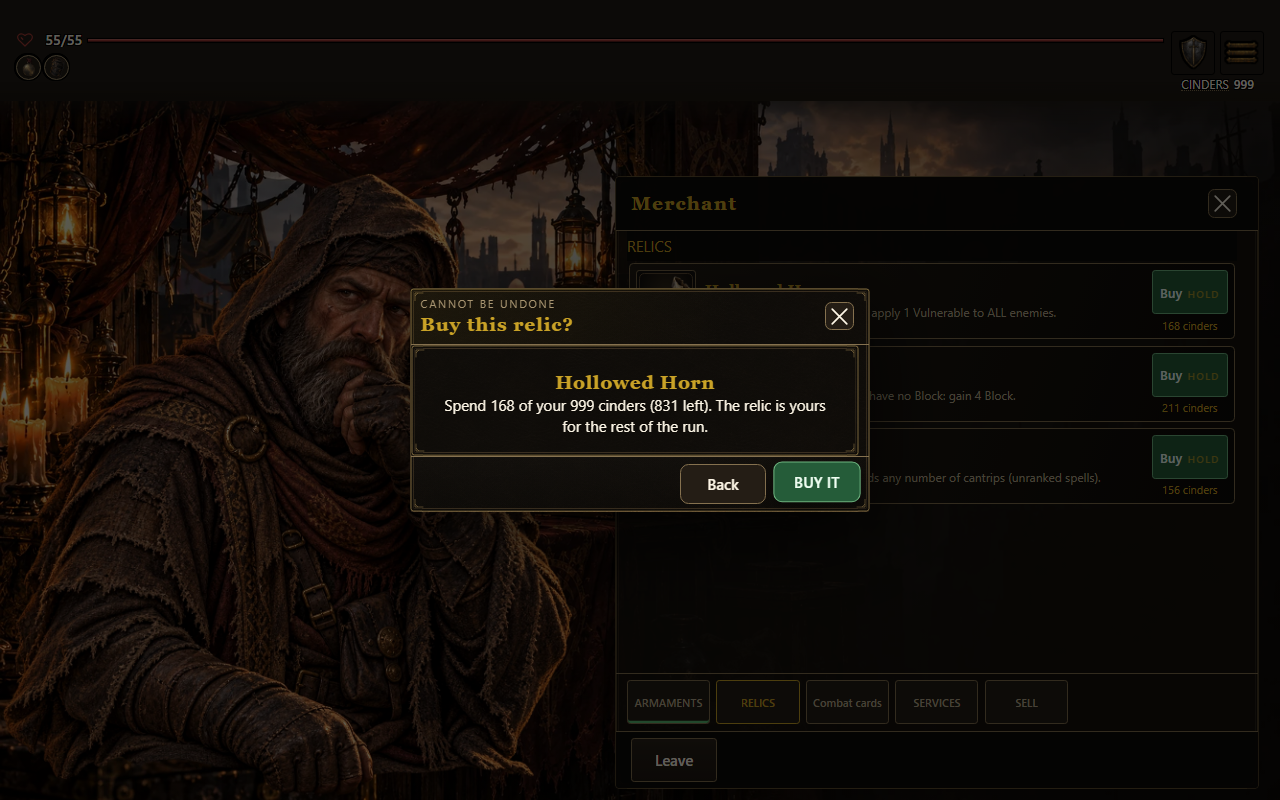 55/55
CINDERS 999
Merchant
RELICS
apply 1 Vulnerable to ALL enemies.
Buy HOLD
168 cinders
CANNOT BE UNDONE
Buy this relic?
Hollowed Horn
Spend 168 of your 999 cinders (831 left). The relic is yours
for the rest of the run.
Back
BUY IT
have no Block: gain 4 Block.
Buy HOLD
211 cinders
any number of cantrips (unranked spells).
Buy HOLD
156 cinders
ARMAMENTS
RELICS
Combat cards
SERVICES
SELL
Leave